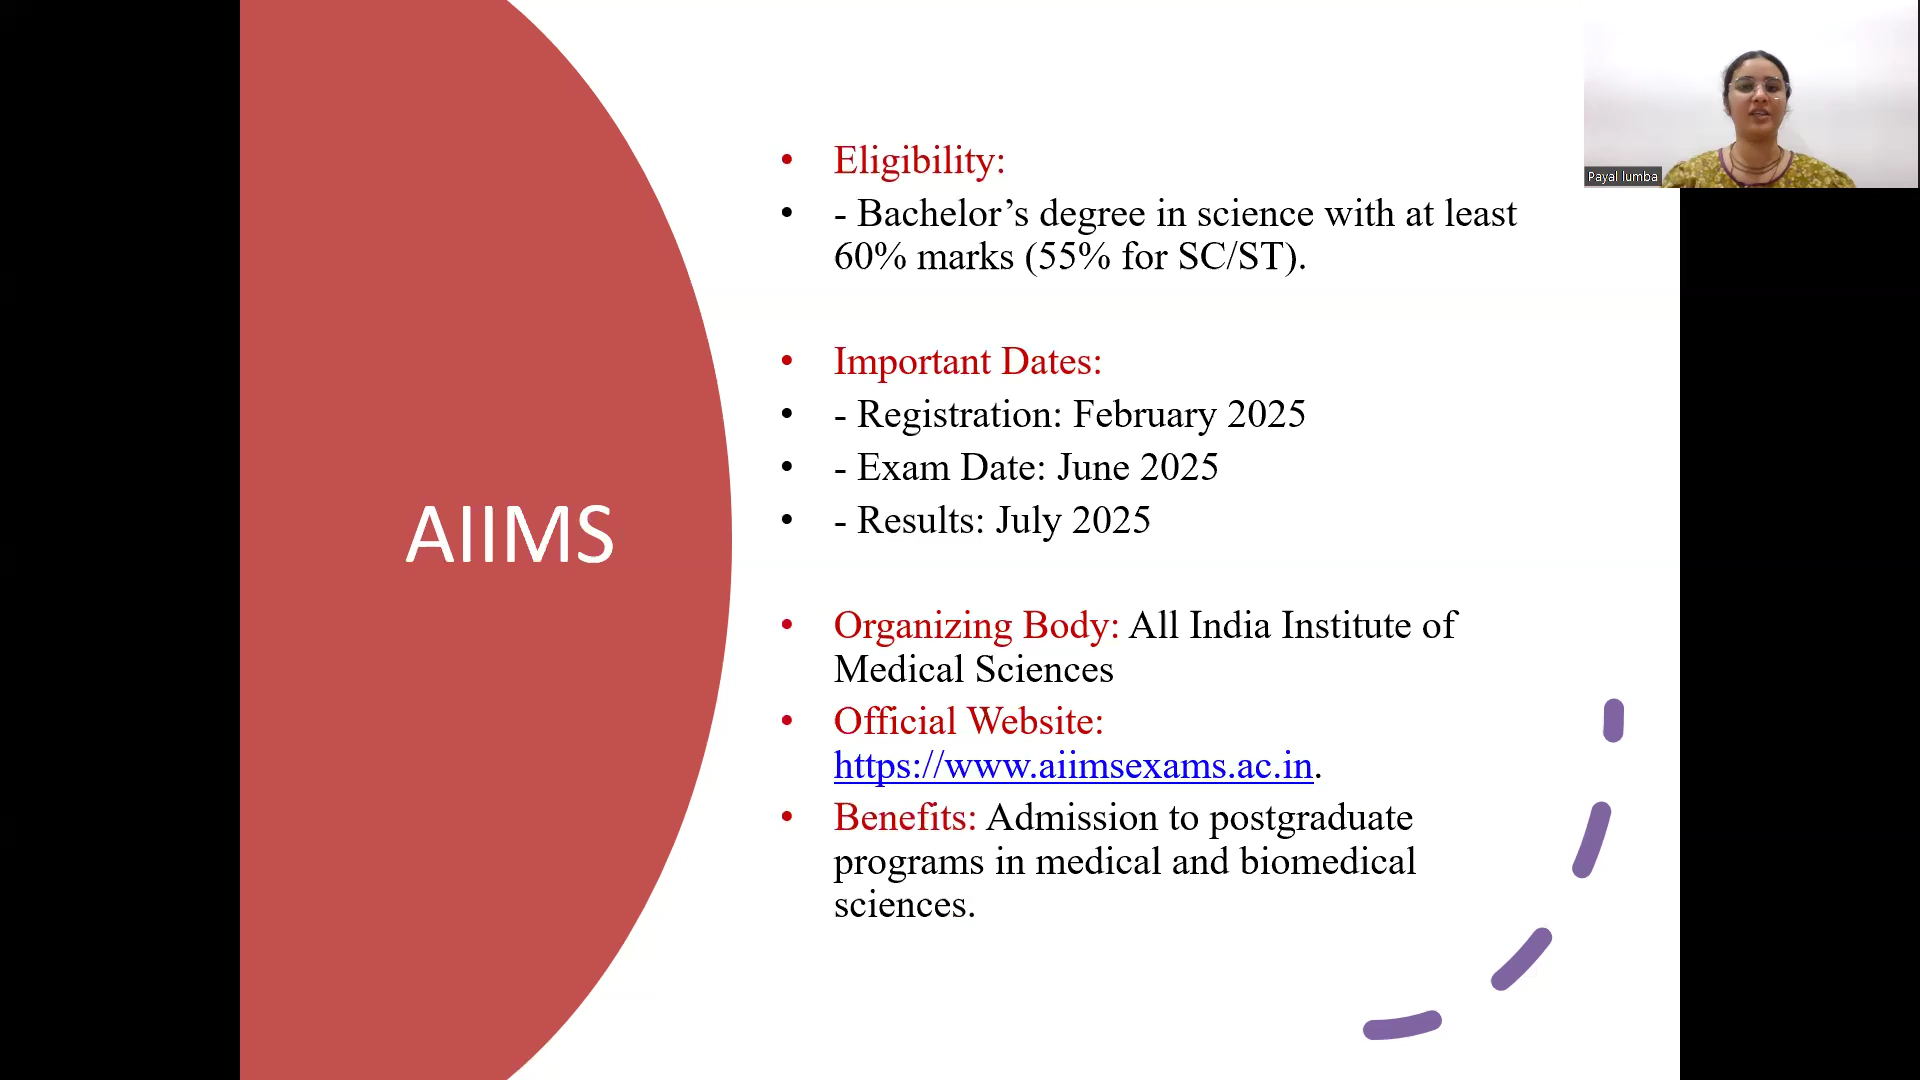 AIIMS
• Eligibility:
• - Bachelor’s degree in science with at least
60% marks (55% for SC/ST).
• Important Dates:
• - Registration: February 2025
• - Exam Date: June 2025
• - Results: July 2025
• Organizing Body: All India Institute of
Medical Sciences
• Official Website:
https://www.aiimsexams.ac.in.
• Benefits: Admission to postgraduate
programs in medical and biomedical
sciences.
Payal lumba